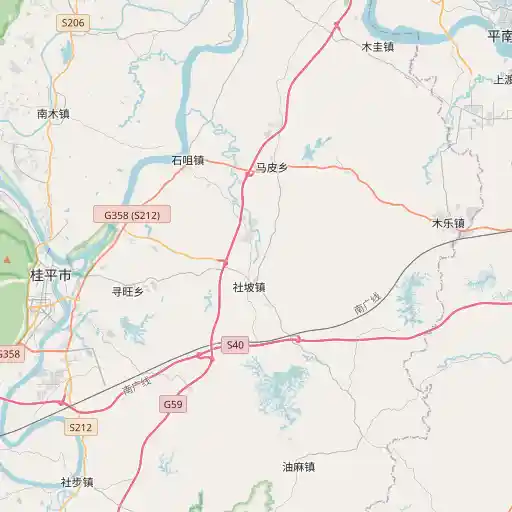 S206
木圭镇
平南
上渡
南木镇
石咀镇
马皮乡
G358 (S212)
木乐镇
桂平市
寻旺乡
社坡镇
南广线
S40
G358
南广线
G59
S212
油麻镇
社步镇